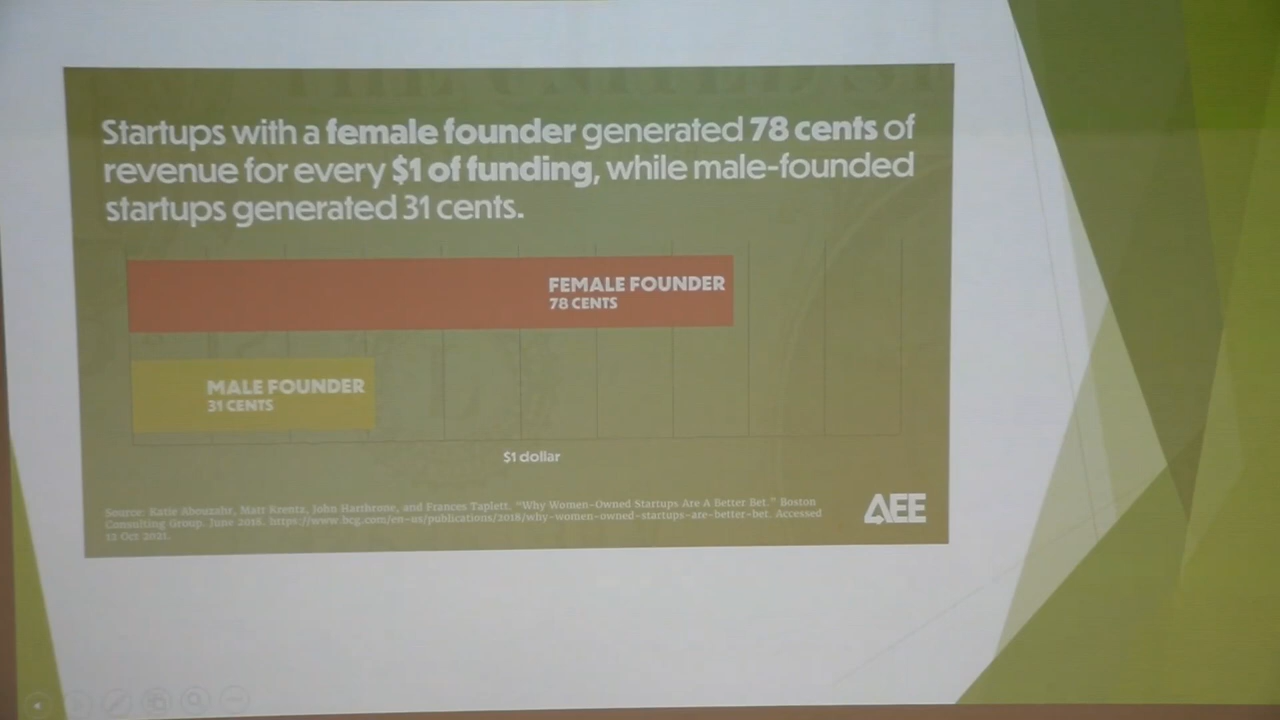 Startups with a female founder generated 78 cents of
revenue for every $1 of funding, while male-founded
startups generated 31 cents.
FEMALE FOUNDER
78 CENTS
MALE FOUNDER
31 CENTS
$1 dollar
Source: Katie Abouzahr, Matt Krentz, John Harthrone, and Frances Taplett. “Why Women-Owned Startups Are A Better Bet.” Boston
Consulting Group. June 2018. https://www.bcg.com/en-us/publications/2018/why-women-owned-startups-are-better-bet. Accessed
12 Oct 2021.
AEE